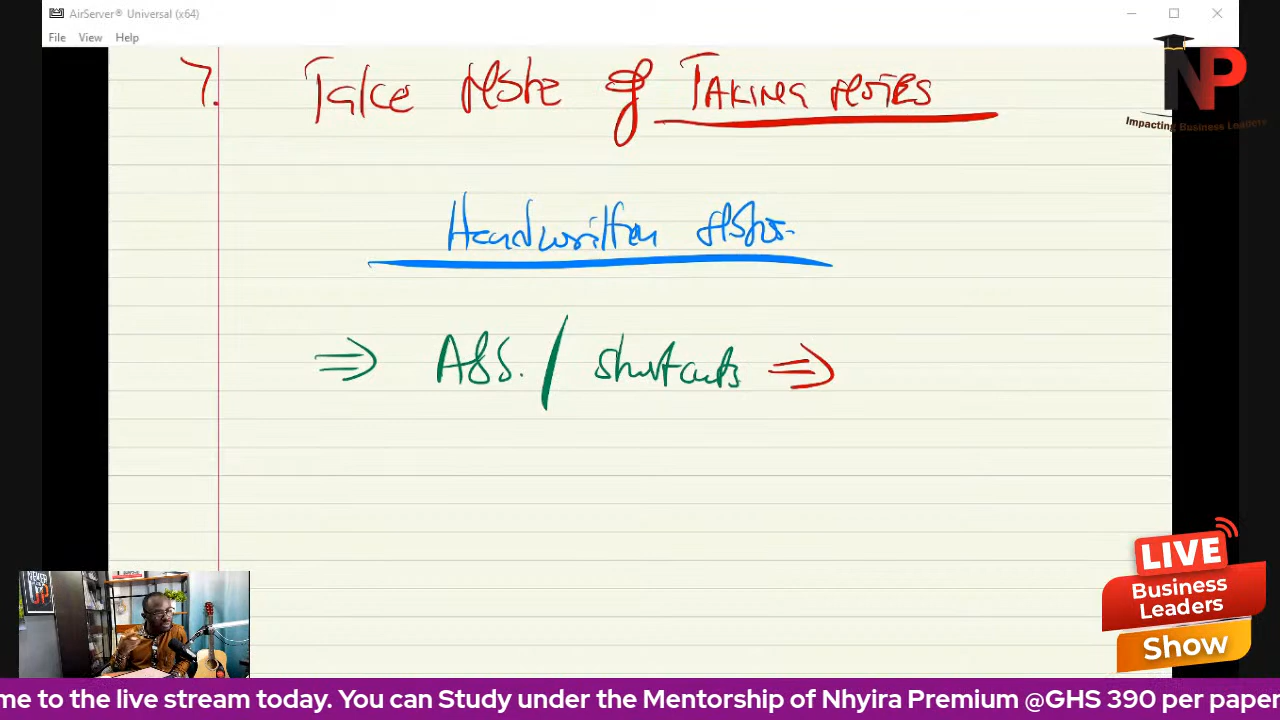 AirServer® Universal (x64)
File View Help
NP
Impacting Business Leaders
7. Take Note of TAKING NOTES
Handwritten Notes.
⇒ Abb. / Shortcuts ⇒
LIVE
Business
Leaders
Show
me to the live stream today. You can Study under the Mentorship of Nhyira Premium @GHS 390 per paper